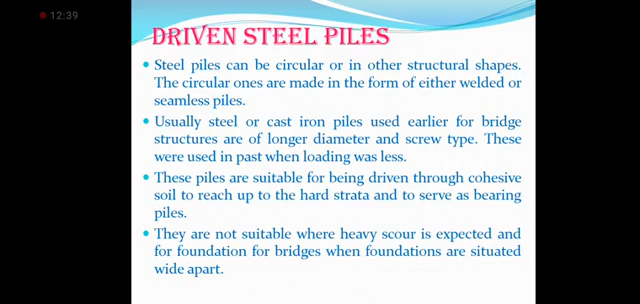 12:39
DRIVEN STEEL PILES
• Steel piles can be circular or in other structural shapes.
The circular ones are made in the form of either welded or
seamless piles.
• Usually steel or cast iron piles used earlier for bridge
structures are of longer diameter and screw type. These
were used in past when loading was less.
• These piles are suitable for being driven through cohesive
soil to reach up to the hard strata and to serve as bearing
piles.
• They are not suitable where heavy scour is expected and
for foundation for bridges when foundations are situated
wide apart.